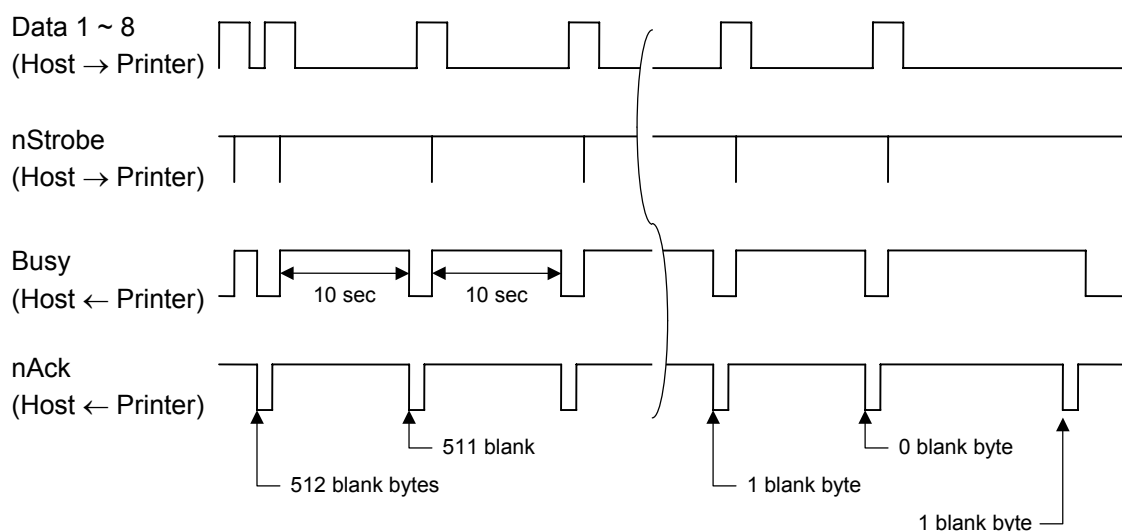 Data 1 ~ 8
(Host → Printer)
nStrobe
(Host → Printer)
Busy
(Host ← Printer)
10 sec
10 sec
nAck
(Host ← Printer)
511 blank
0 blank byte
512 blank bytes
1 blank byte
1 blank byte